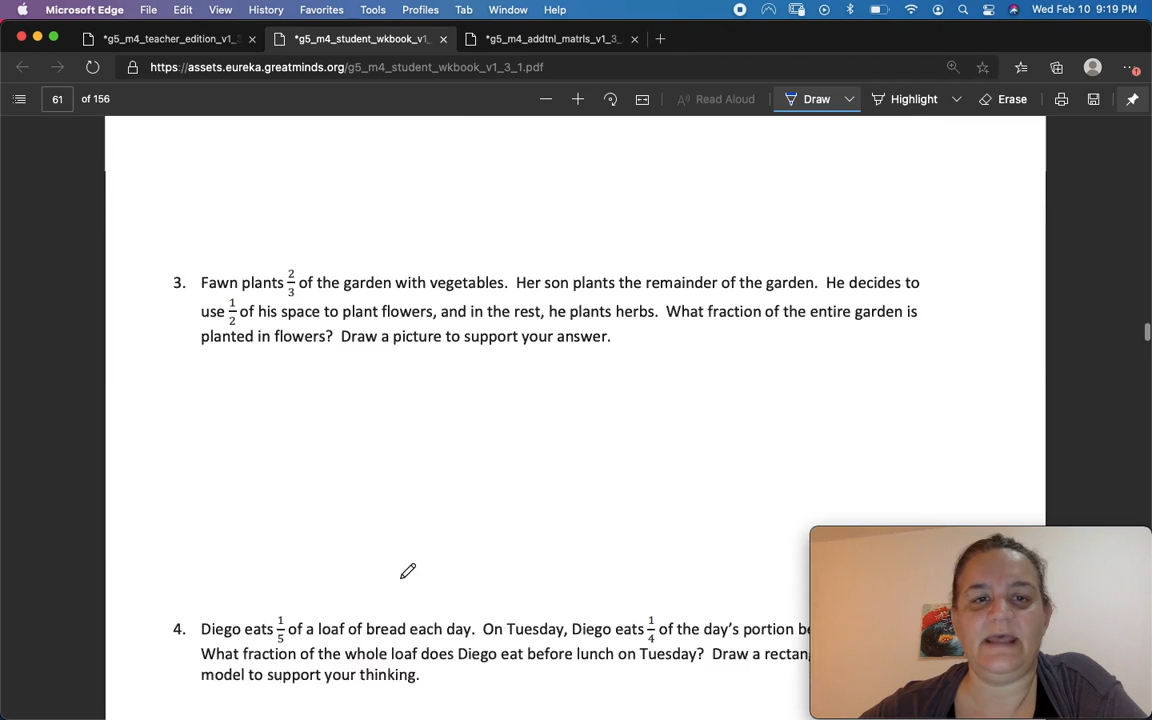 Microsoft Edge File Edit View History Favorites Tools Profiles Tab Window Help Wed Feb 10 9:19 PM
*g5_m4_teacher_edition_v1_ *g5_m4_student_wkbook_v1_ *g5_m4_addtnl_matrls_v1_3_
https://assets.eureka.greatminds.org/g5_m4_student_wkbook_v1_3_1.pdf
61 of 156 Read Aloud Draw Highlight Erase
3. Fawn plants 2/3 of the garden with vegetables. Her son plants the remainder of the garden. He decides to
use 1/2 of his space to plant flowers, and in the rest, he plants herbs. What fraction of the entire garden is
planted in flowers? Draw a picture to support your answer.
4. Diego eats 1/5 of a loaf of bread each day. On Tuesday, Diego eats 1/4 of the day's portion be
What fraction of the whole loaf does Diego eat before lunch on Tuesday? Draw a rectan
model to support your thinking.